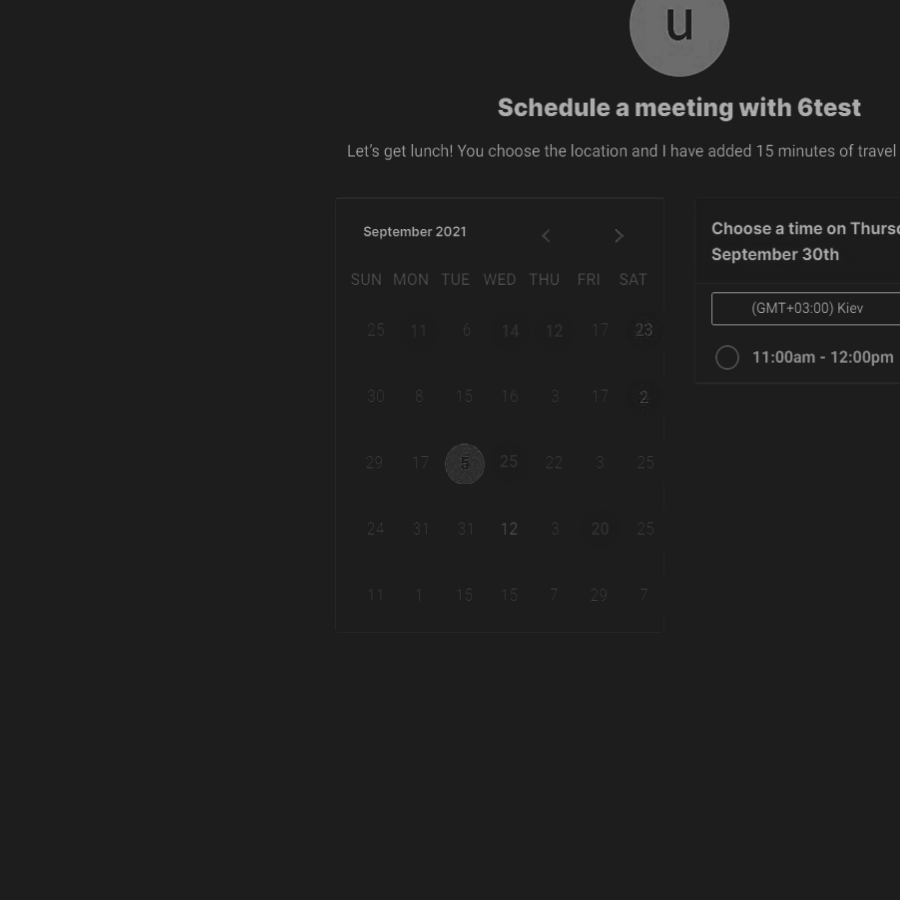 u
Schedule a meeting with 6test
Let's get lunch! You choose the location and I have added 15 minutes of travel
September 2021
SUN MON TUE WED THU FRI SAT
25 11 6 14 12 17 23
30 8 15 16 3 17 2
29 17 5 25 22 3 25
24 31 31 12 3 20 25
11 1 15 15 7 29 7
Choose a time on Thurs
September 30th
(GMT+03:00) Kiev
11:00am - 12:00pm